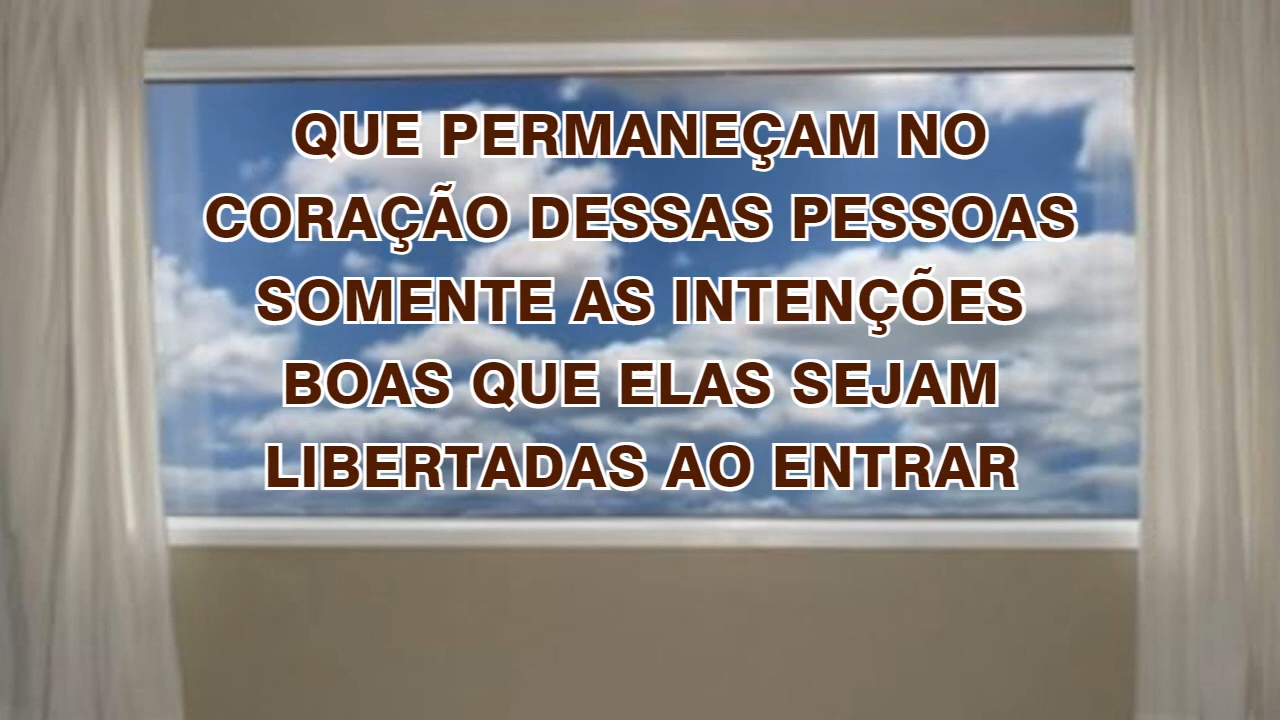 QUE PERMANEÇAM NO
CORAÇÃO DESSAS PESSOAS
SOMENTE AS INTENÇÕES
BOAS QUE ELAS SEJAM
LIBERTADAS AO ENTRAR